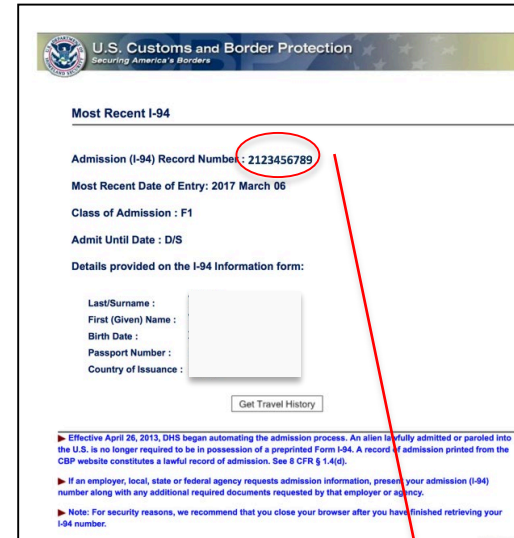 U.S. Customs and Border Protection
Securing America's Borders
Most Recent I-94
Admission (I-94) Record Number : 2123456789
Most Recent Date of Entry: 2017 March 06
Class of Admission : F1
Admit Until Date : D/S
Details provided on the I-94 Information form:
Last/Surname :
First (Given) Name :
Birth Date :
Passport Number :
Country of Issuance :
Get Travel History
► Effective April 26, 2013, DHS began automating the admission process. An alien lawfully admitted or paroled into
the U.S. is no longer required to be in possession of a preprinted Form I-94. A record of admission printed from the
CBP website constitutes a lawful record of admission. See 8 CFR § 1.4(d).
► If an employer, local, state or federal agency requests admission information, present your admission (I-94)
number along with any additional required documents requested by that employer or agency.
► Note: For security reasons, we recommend that you close your browser after you have finished retrieving your
I-94 number.